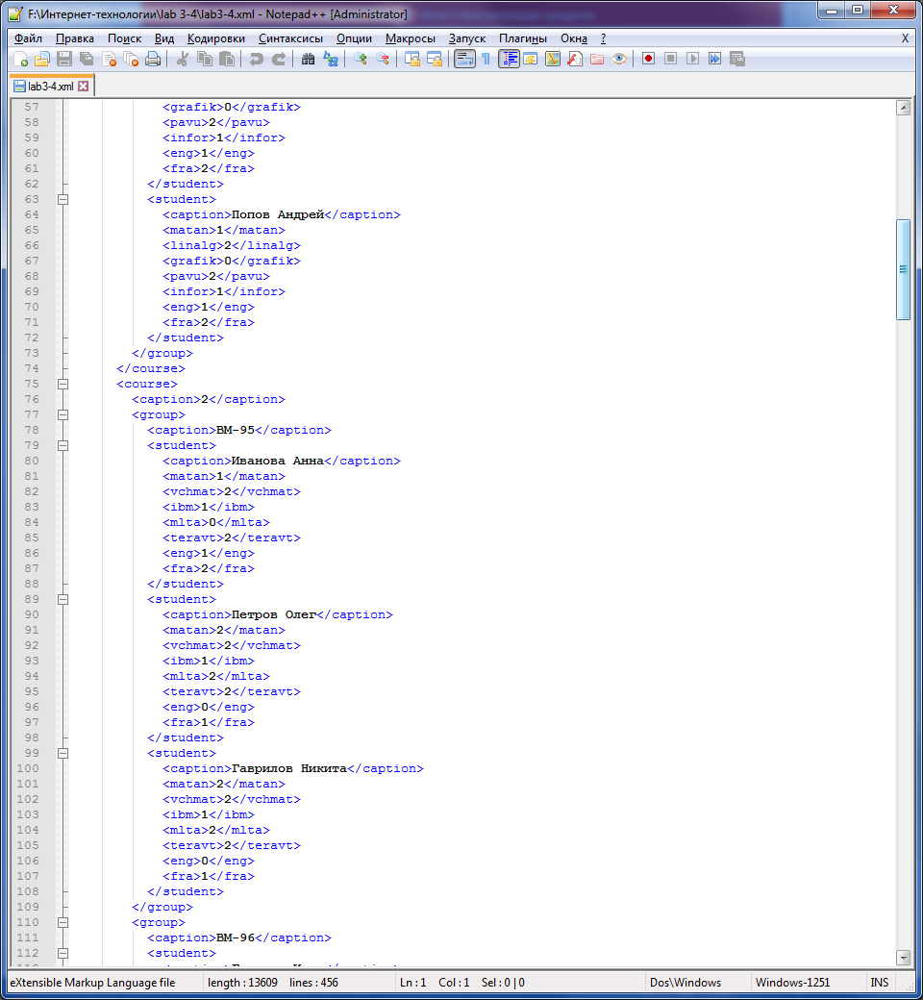 F:\Интернет-технологии\lab 3-4\lab3-4.xml - Notepad++ [Administrator]
Файл Правка Поиск Вид Кодировки Синтаксисы Опции Макросы Запуск Плагины Окна ? X
lab3-4.xml
57 <grafik>0</grafik>
58 <pavu>2</pavu>
59 <infor>1</infor>
60 <eng>1</eng>
61 <fra>2</fra>
62 </student>
63 <student>
64 <caption>Попов Андрей</caption>
65 <matan>1</matan>
66 <linalg>2</linalg>
67 <grafik>0</grafik>
68 <pavu>2</pavu>
69 <infor>1</infor>
70 <eng>1</eng>
71 <fra>2</fra>
72 </student>
73 </group>
74 </course>
75 <course>
76 <caption>2</caption>
77 <group>
78 <caption>ВМ-95</caption>
79 <student>
80 <caption>Иванова Анна</caption>
81 <matan>1</matan>
82 <vchmat>2</vchmat>
83 <ibm>1</ibm>
84 <mlta>0</mlta>
85 <teravt>2</teravt>
86 <eng>1</eng>
87 <fra>2</fra>
88 </student>
89 <student>
90 <caption>Петров Олег</caption>
91 <matan>2</matan>
92 <vchmat>2</vchmat>
93 <ibm>1</ibm>
94 <mlta>2</mlta>
95 <teravt>2</teravt>
96 <eng>0</eng>
97 <fra>1</fra>
98 </student>
99 <student>
100 <caption>Гаврилов Никита</caption>
101 <matan>2</matan>
102 <vchmat>2</vchmat>
103 <ibm>1</ibm>
104 <mlta>2</mlta>
105 <teravt>2</teravt>
106 <eng>0</eng>
107 <fra>1</fra>
108 </student>
109 </group>
110 <group>
111 <caption>ВМ-96</caption>
112 <student>
eXtensible Markup Language file length : 13609 lines : 456 Ln : 1 Col : 1 Sel : 0 | 0 Dos\Windows Windows-1251 INS